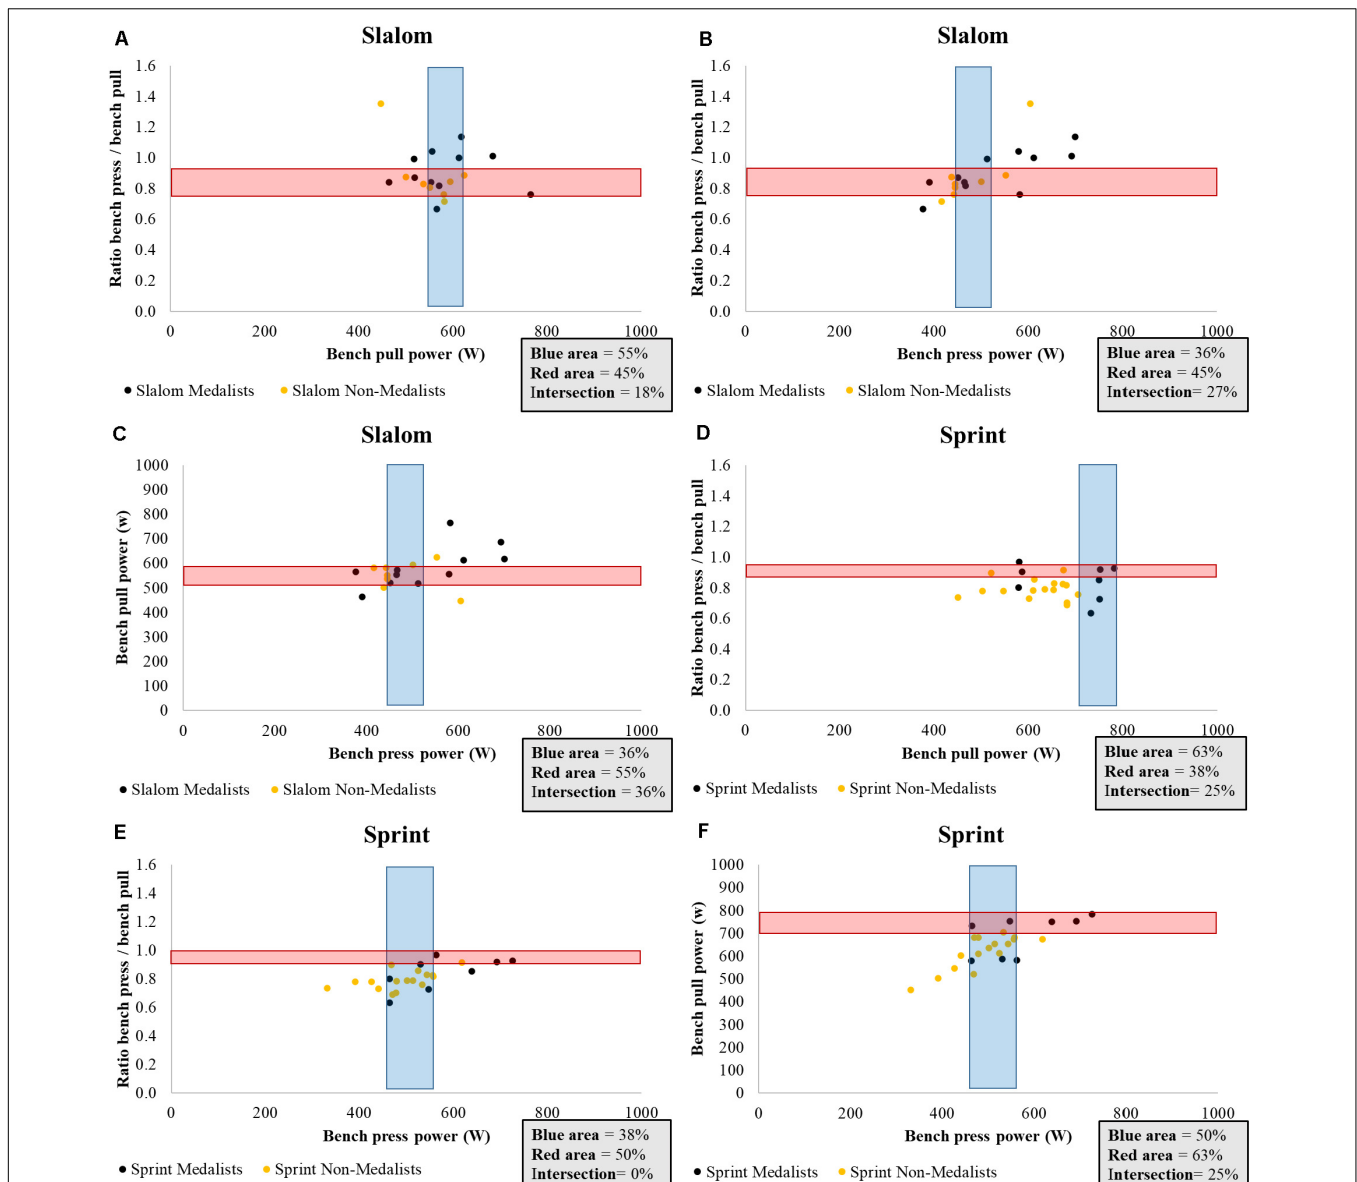 A
Slalom
Ratio bench press / bench pull
1.6
1.4
1.2
1.0
0.8
0.6
0.4
0.2
0.0
0 200 400 600 800 1000
Bench pull power (W)
Slalom Medalists Slalom Non-Medalists
Blue area = 55%
Red area = 45%
Intersection = 18%
B
Slalom
Ratio bench press / bench pull
1.6
1.4
1.2
1.0
0.8
0.6
0.4
0.2
0.0
0 200 400 600 800 1000
Bench press power (W)
Slalom Medalists Slalom Non-Medalists
Blue area = 36%
Red area = 45%
Intersection= 27%
C
Slalom
Bench pull power (w)
1000
900
800
700
600
500
400
300
200
100
0
0 200 400 600 800 1000
Bench press power (W)
Slalom Medalists Slalom Non-Medalists
Blue area = 36%
Red area = 55%
Intersection = 36%
D
Sprint
Ratio bench press / bench pull
1.6
1.4
1.2
1.0
0.8
0.6
0.4
0.2
0.0
0 200 400 600 800 1000
Bench pull power (W)
Sprint Medalists Sprint Non-Medalists
Blue area = 63%
Red area = 38%
Intersection= 25%
E
Sprint
Ratio bench press / bench pull
1.6
1.4
1.2
1.0
0.8
0.6
0.4
0.2
0.0
0 200 400 600 800 1000
Bench press power (W)
Sprint Medalists Sprint Non-Medalists
Blue area = 38%
Red area = 50%
Intersection= 0%
F
Sprint
Bench pull power (w)
1000
900
800
700
600
500
400
300
200
100
0
0 200 400 600 800 1000
Bench press power (W)
Sprint Medalists Sprint Non-Medalists
Blue area = 50%
Red area = 63%
Intersection= 25%